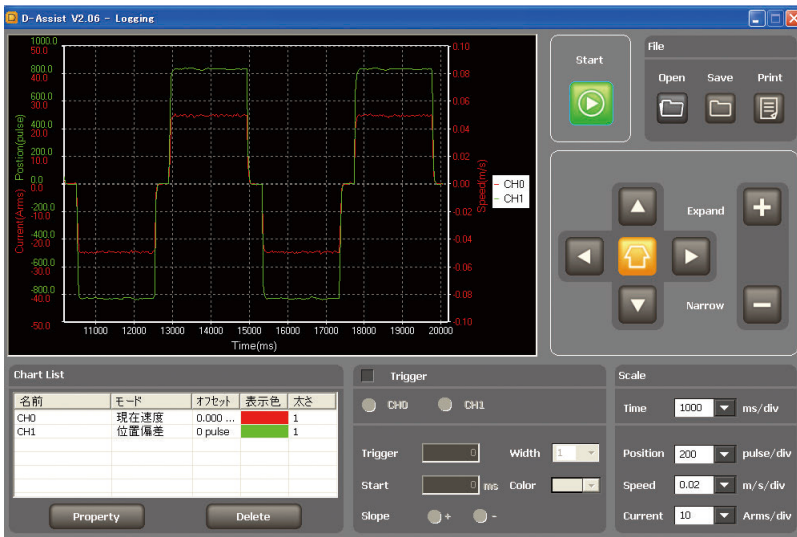 D-Assist V2.06 - Logging
1000.0
50.0
800.0
40.0
600.0
30.0
400.0
20.0
200.0
10.0
0.0
0.0
-200.0
-10.0
-400.0
-20.0
-600.0
-30.0
-800.0
-40.0
-50.0
Postion(pulse)
Current(Arms)
0.10
0.08
0.06
0.04
0.02
0.00
-0.02
-0.04
-0.06
-0.08
-0.10
Speed(m/s)
CH0
CH1
11000 12000 13000 14000 15000 16000 17000 18000 19000 20000
Time(ms)
Start
File
Open Save Print
Expand
Narrow
Chart List
名前 モード オフセット 表示色 太さ
CH0 現在速度 0.000 ... 1
CH1 位置偏差 0 pulse 1
Property Delete
Trigger
CH0 CH1
Trigger 0 Width 1
Start 0 ms Color
Slope + -
Scale
Time 1000 ms/div
Position 200 pulse/div
Speed 0.02 m/s/div
Current 10 Arms/div